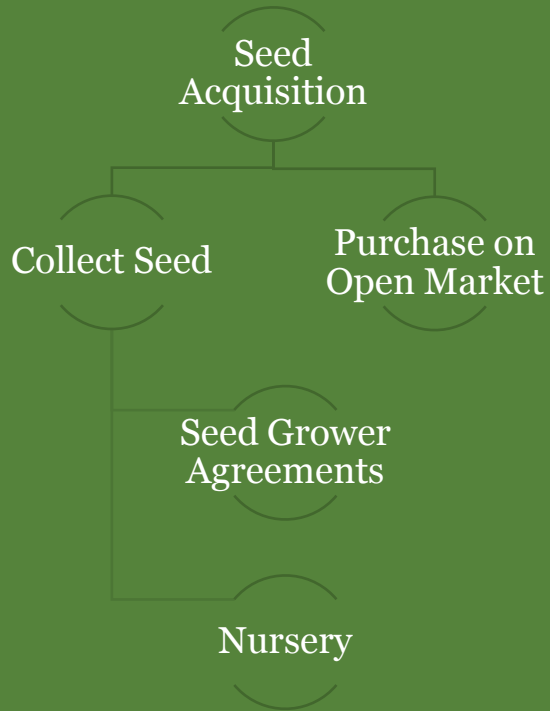 Seed
Acquisition
Collect Seed
Purchase on
Open Market
Seed Grower
Agreements
Nursery